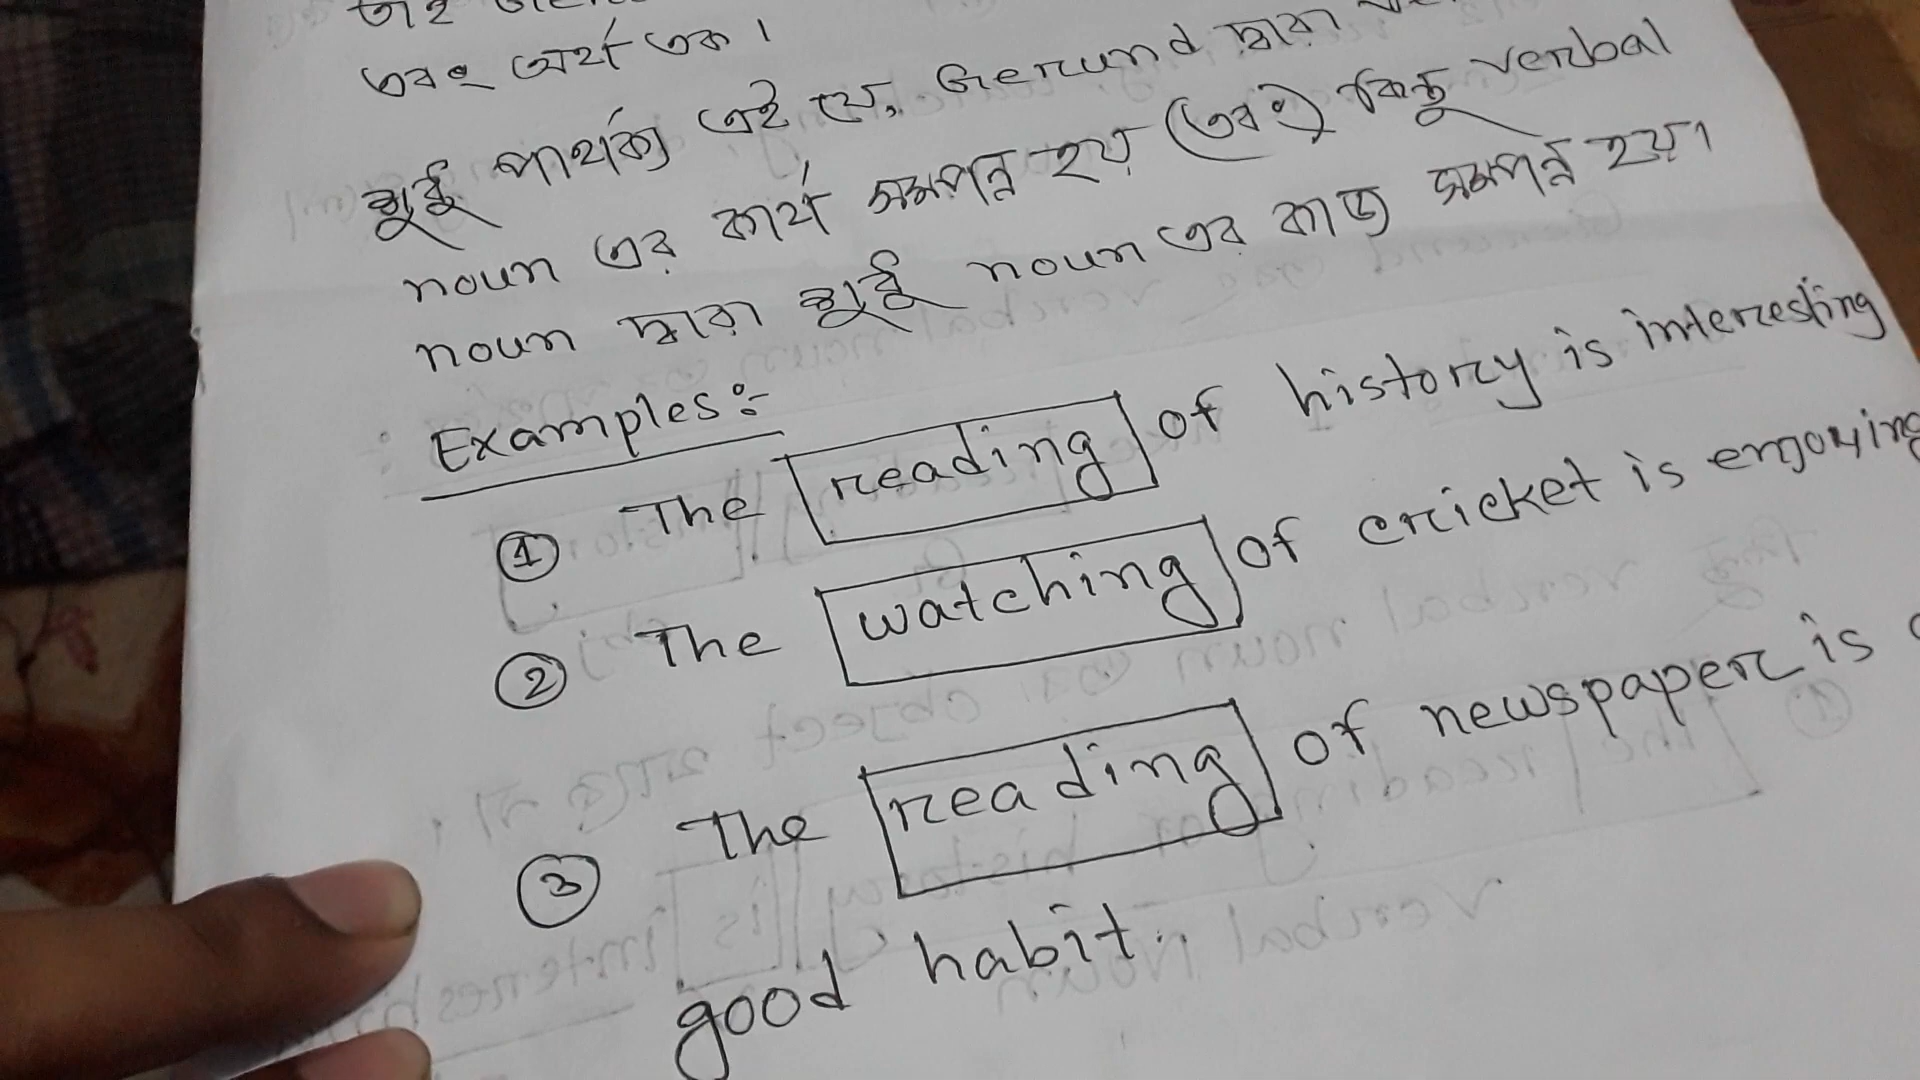 এবং অর্থ এক।
শুধু পার্থক্য এই যে, Gerund দ্বারা
noun এর কার্য সম্পন্ন হয় (এবং) কিন্তু verbal
noun দ্বারা শুধু noun এর কাজ সম্পন্ন হয়।
Examples:-
① The reading of history is interesting
② The watching of cricket is enjoying
③ The reading of newspaper is
good habit.